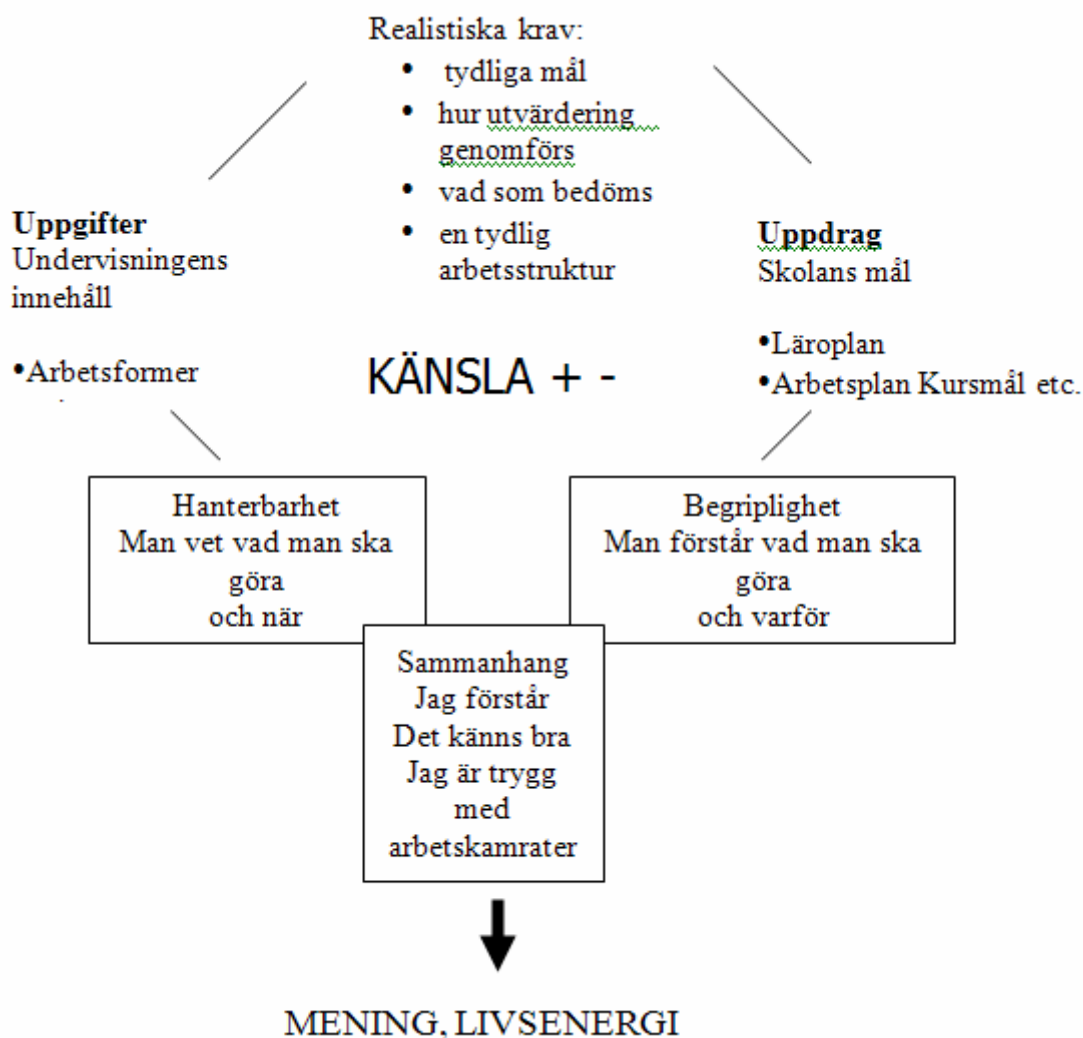 Realistiska krav:
• tydliga mål
• hur utvärdering
genomförs
• vad som bedöms
• en tydlig
arbetsstruktur
Uppgifter
Undervisningens
innehåll
•Arbetsformer
Uppdrag
Skolans mål
•Läroplan
•Arbetsplan Kursmål etc.
KÄNSLA + -
Hanterbarhet
Man vet vad man ska
göra
och när
Begriplighet
Man förstår vad man ska
göra
och varför
Sammanhang
Jag förstår
Det känns bra
Jag är trygg
med
arbetskamrater
MENING, LIVSENERGI